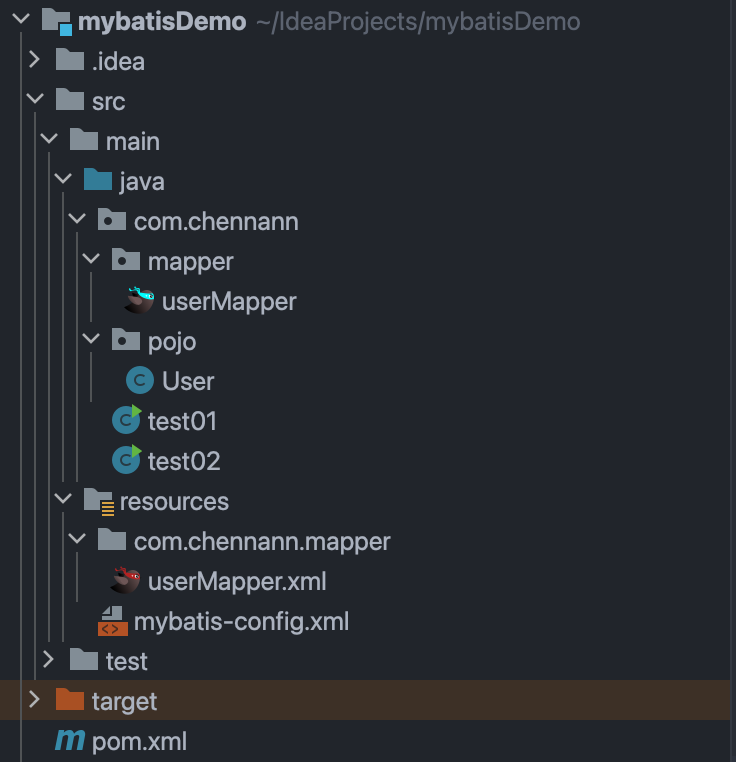 mybatisDemo ~/IdeaProjects/mybatisDemo
.idea
src
main
java
com.chennann
mapper
userMapper
pojo
C User
C test01
C test02
resources
com.chennann.mapper
userMapper.xml
<> mybatis-config.xml
test
target
m pom.xml